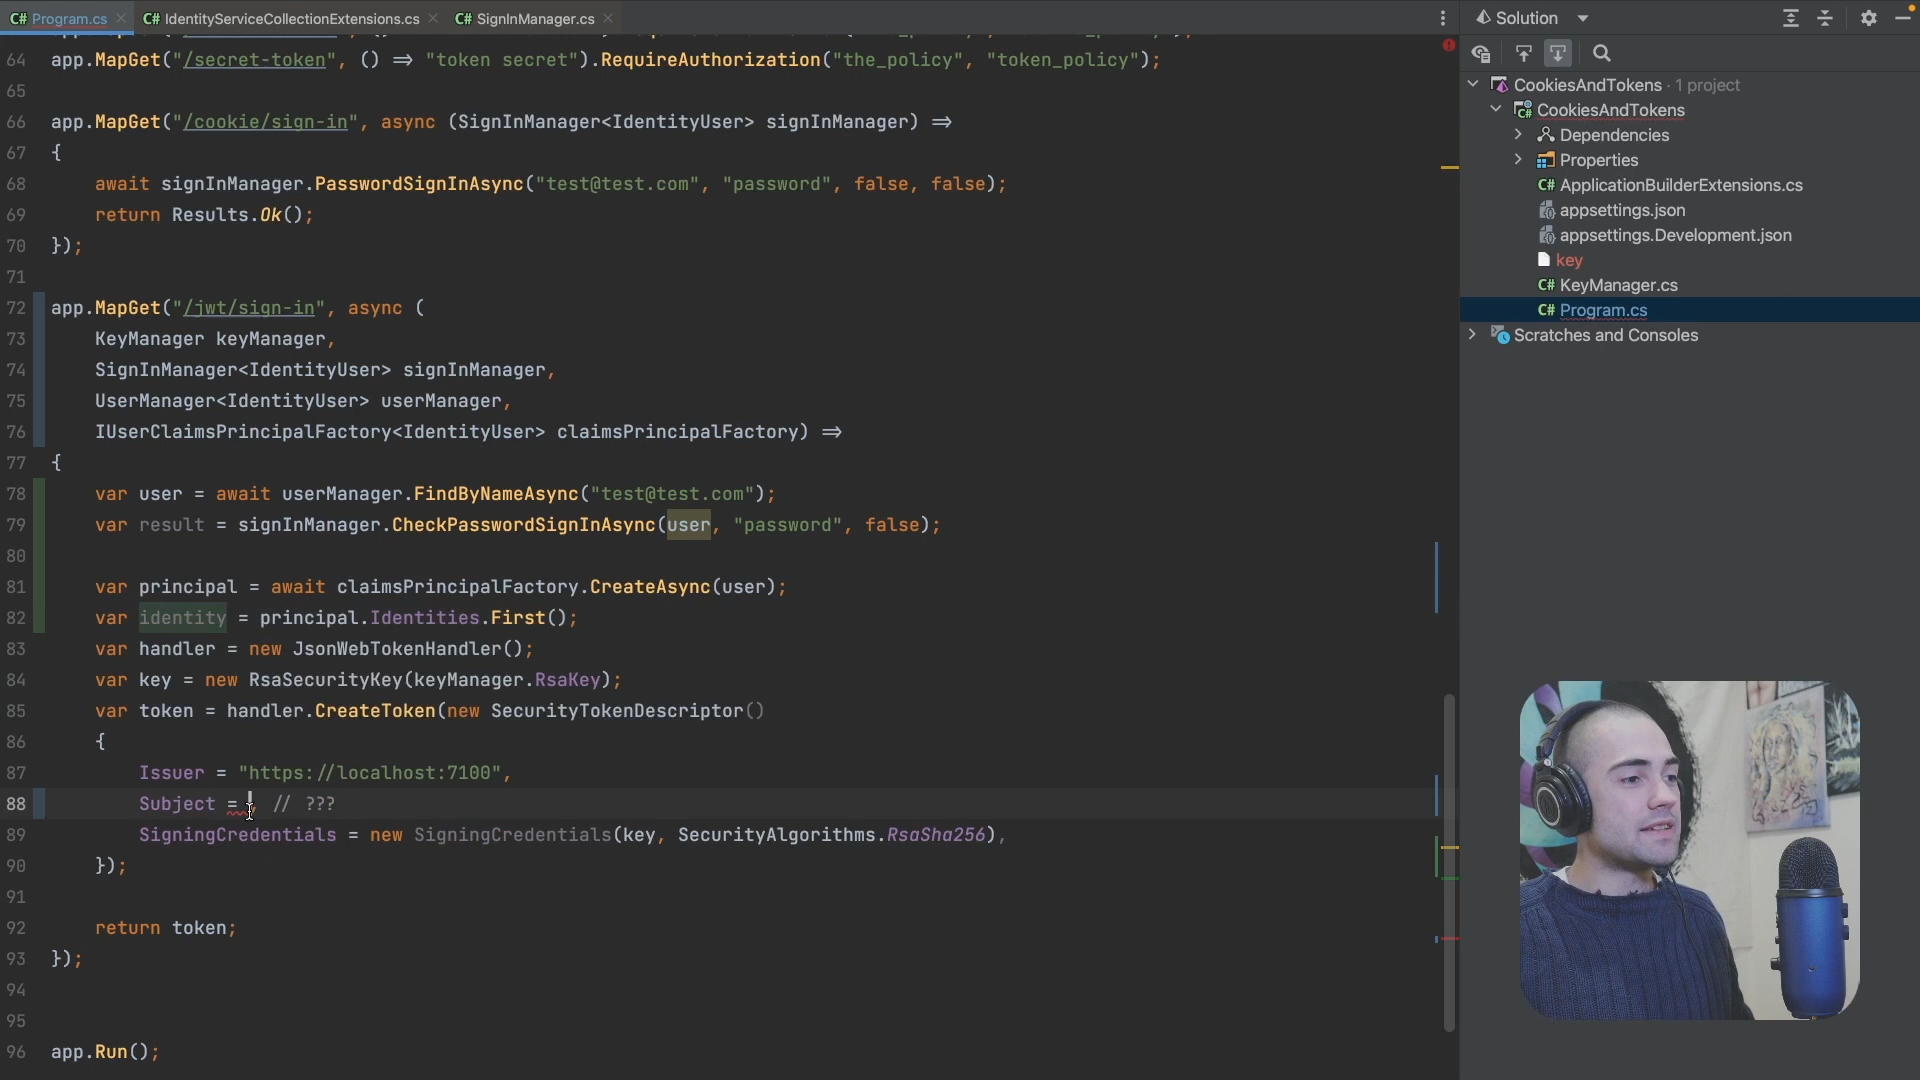 Program.cs
IdentityServiceCollectionExtensions.cs
SignInManager.cs
Solution
64 app.MapGet("/secret-token", () => "token secret").RequireAuthorization("the_policy", "token_policy");
65
66 app.MapGet("/cookie/sign-in", async (SignInManager<IdentityUser> signInManager) =>
67 {
68 await signInManager.PasswordSignInAsync("test@test.com", "password", false, false);
69 return Results.Ok();
70 });
71
72 app.MapGet("/jwt/sign-in", async (
73 KeyManager keyManager,
74 SignInManager<IdentityUser> signInManager,
75 UserManager<IdentityUser> userManager,
76 IUserClaimsPrincipalFactory<IdentityUser> claimsPrincipalFactory) =>
77 {
78 var user = await userManager.FindByNameAsync("test@test.com");
79 var result = signInManager.CheckPasswordSignInAsync(user, "password", false);
80
81 var principal = await claimsPrincipalFactory.CreateAsync(user);
82 var identity = principal.Identities.First();
83 var handler = new JsonWebTokenHandler();
84 var key = new RsaSecurityKey(keyManager.RsaKey);
85 var token = handler.CreateToken(new SecurityTokenDescriptor()
86 {
87 Issuer = "https://localhost:7100",
88 Subject = , // ???
89 SigningCredentials = new SigningCredentials(key, SecurityAlgorithms.RsaSha256),
90 });
91
92 return token;
93 });
94
95
96 app.Run();
CookiesAndTokens · 1 project
CookiesAndTokens
Dependencies
Properties
C# ApplicationBuilderExtensions.cs
appsettings.json
appsettings.Development.json
key
C# KeyManager.cs
C# Program.cs
Scratches and Consoles